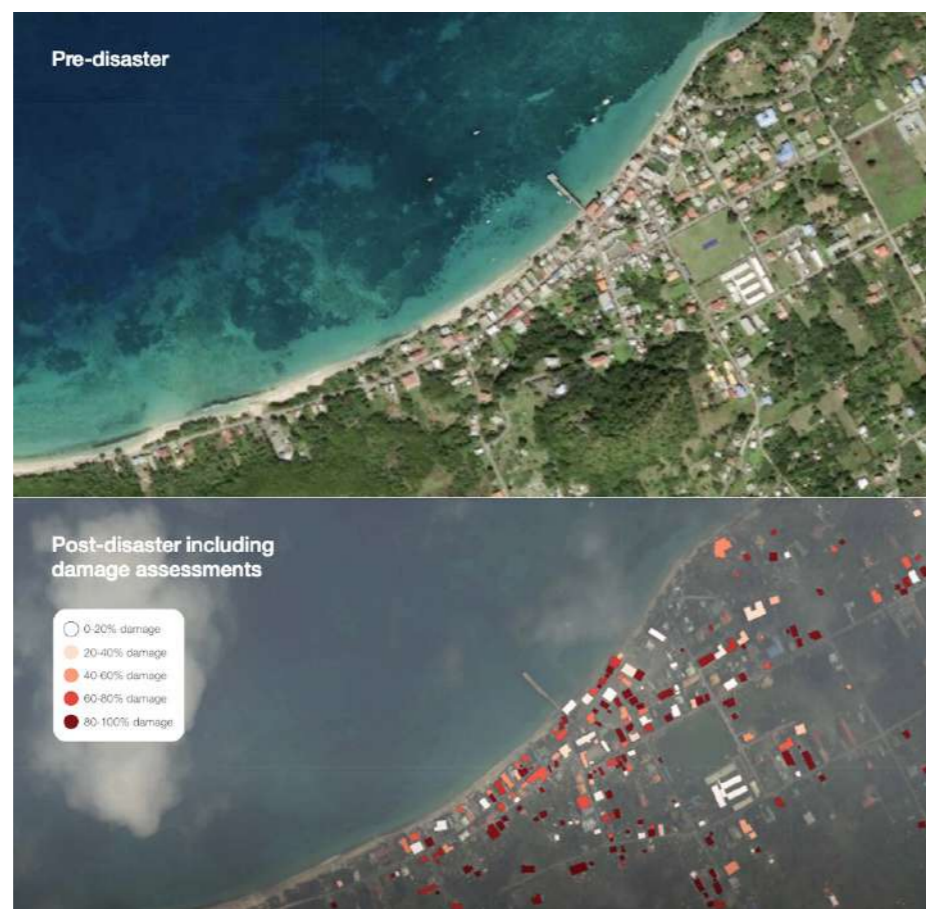 Pre-disaster
Post-disaster including
damage assessments
0-20% damage
20-40% damage
40-60% damage
60-80% damage
80-100% damage